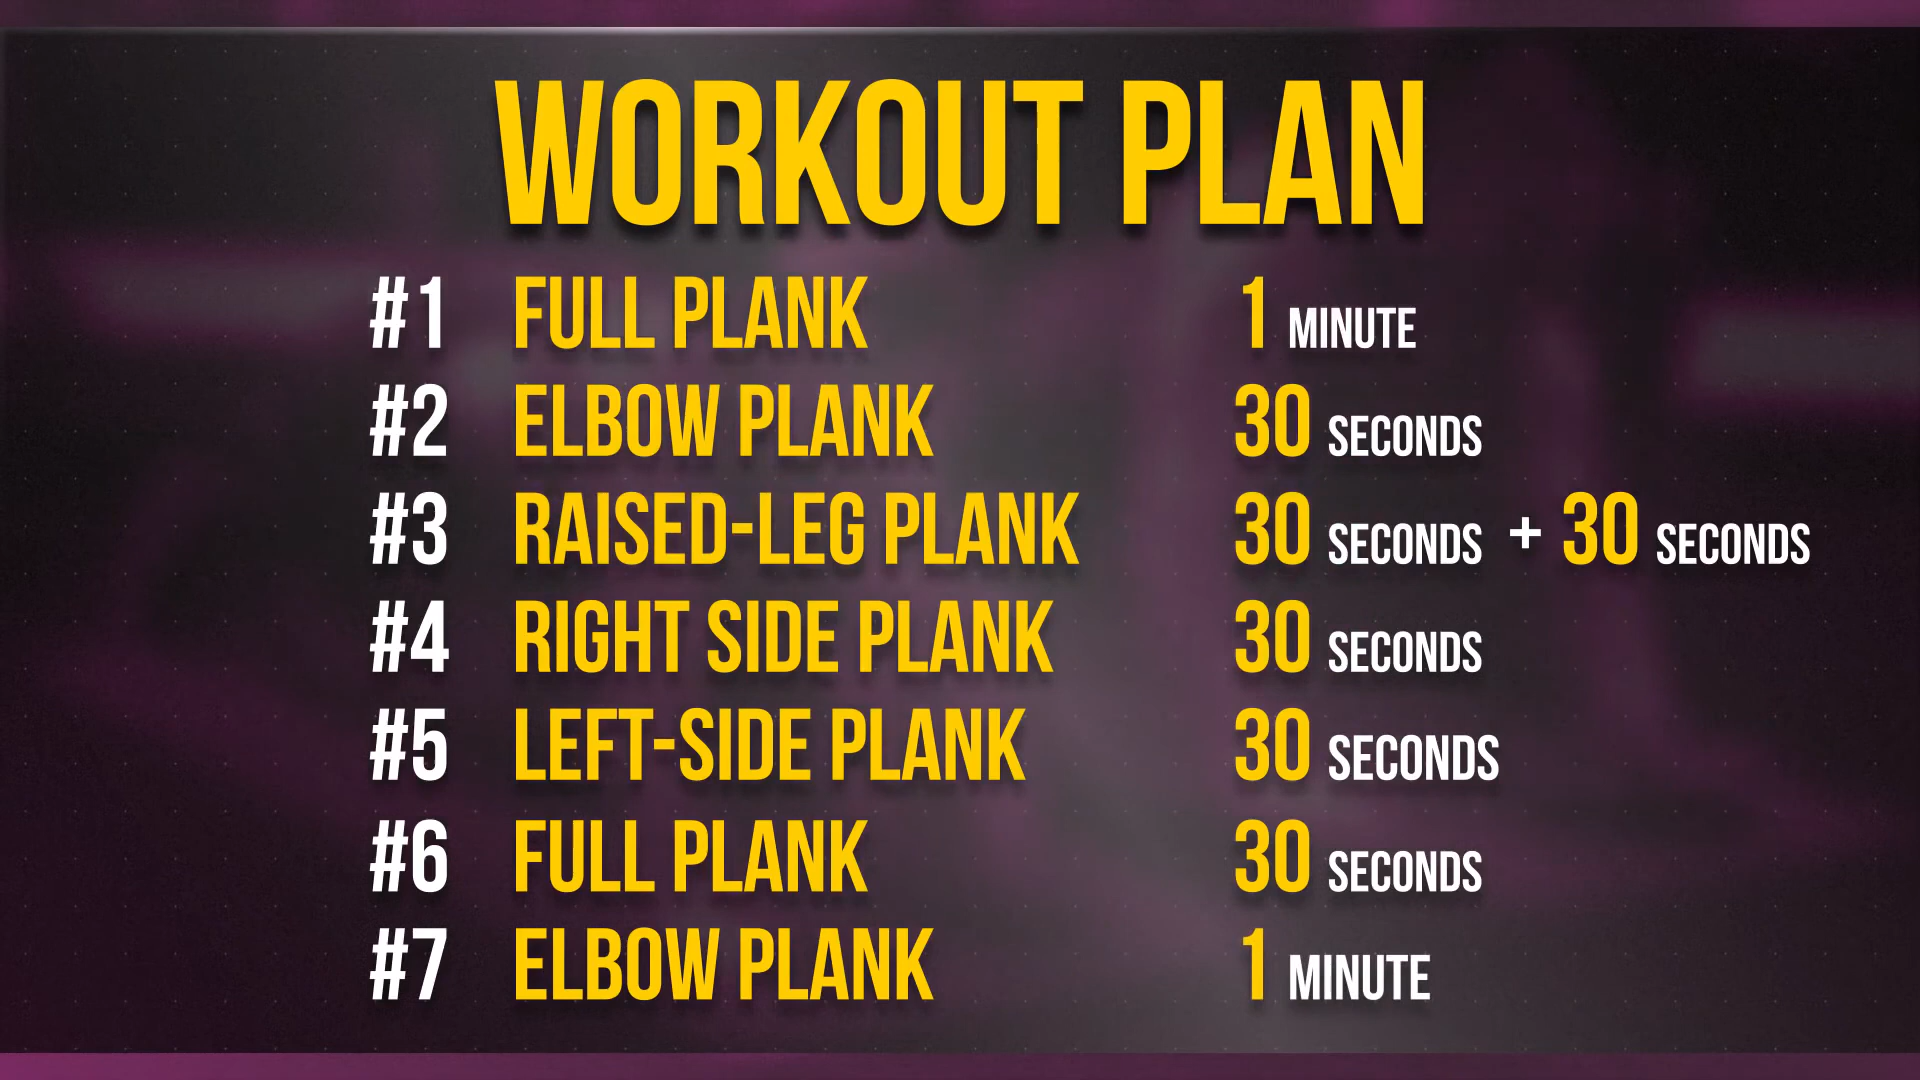 WORKOUT PLAN
#1 FULL PLANK 1 MINUTE
#2 ELBOW PLANK 30 SECONDS
#3 RAISED-LEG PLANK 30 SECONDS + 30 SECONDS
#4 RIGHT SIDE PLANK 30 SECONDS
#5 LEFT-SIDE PLANK 30 SECONDS
#6 FULL PLANK 30 SECONDS
#7 ELBOW PLANK 1 MINUTE